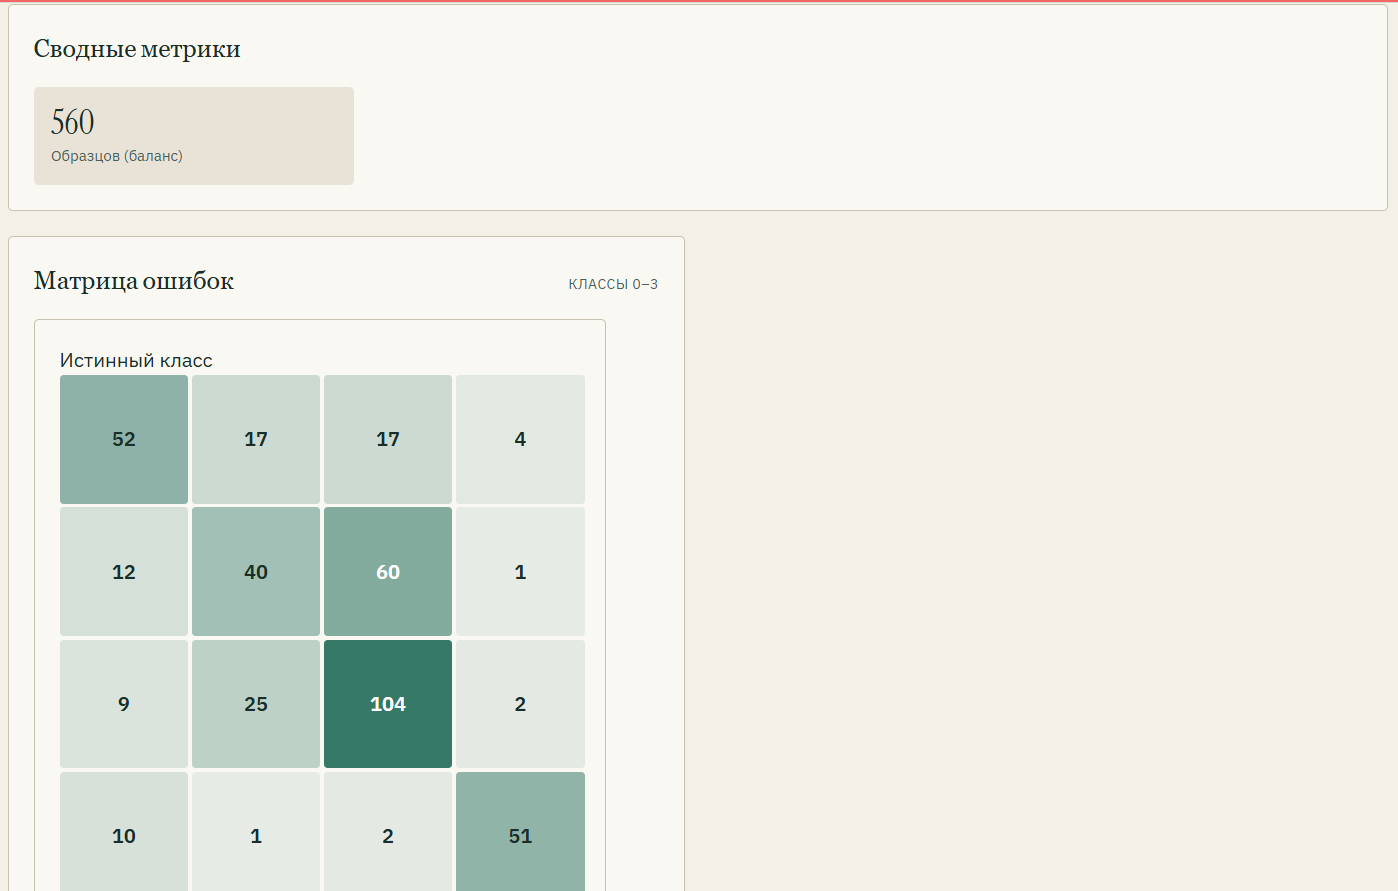 Сводные метрики
560
Образцов (баланс)
Матрица ошибок КЛАССЫ 0–3
Истинный класс
52 17 17 4
12 40 60 1
9 25 104 2
10 1 2 51